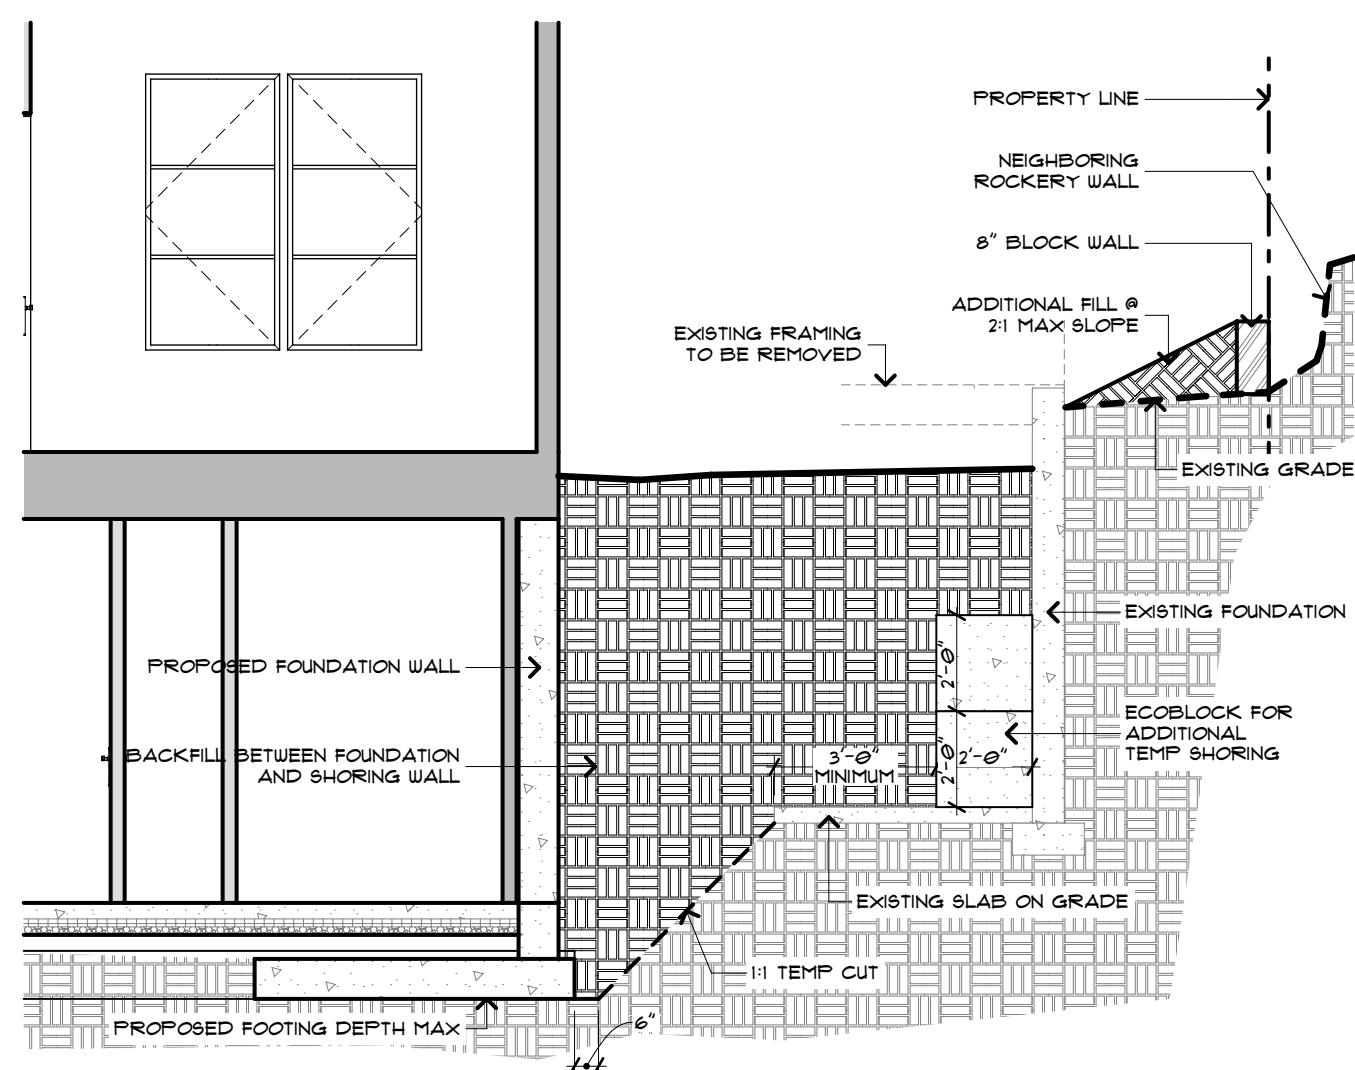 PROPERTY LINE
NEIGHBORING
ROCKERY WALL
8" BLOCK WALL
ADDITIONAL FILL @
2:1 MAX SLOPE
EXISTING FRAMING
TO BE REMOVED
EXISTING GRADE
EXISTING FOUNDATION
2'-0"
PROPOSED FOUNDATION WALL
ECOBLOCK FOR
ADDITIONAL
TEMP SHORING
BACKFILL BETWEEN FOUNDATION
AND SHORING WALL
3'-0"
MINIMUM
2'-0"
2'-0"
EXISTING SLAB ON GRADE
1:1 TEMP CUT
PROPOSED FOOTING DEPTH MAX
6"